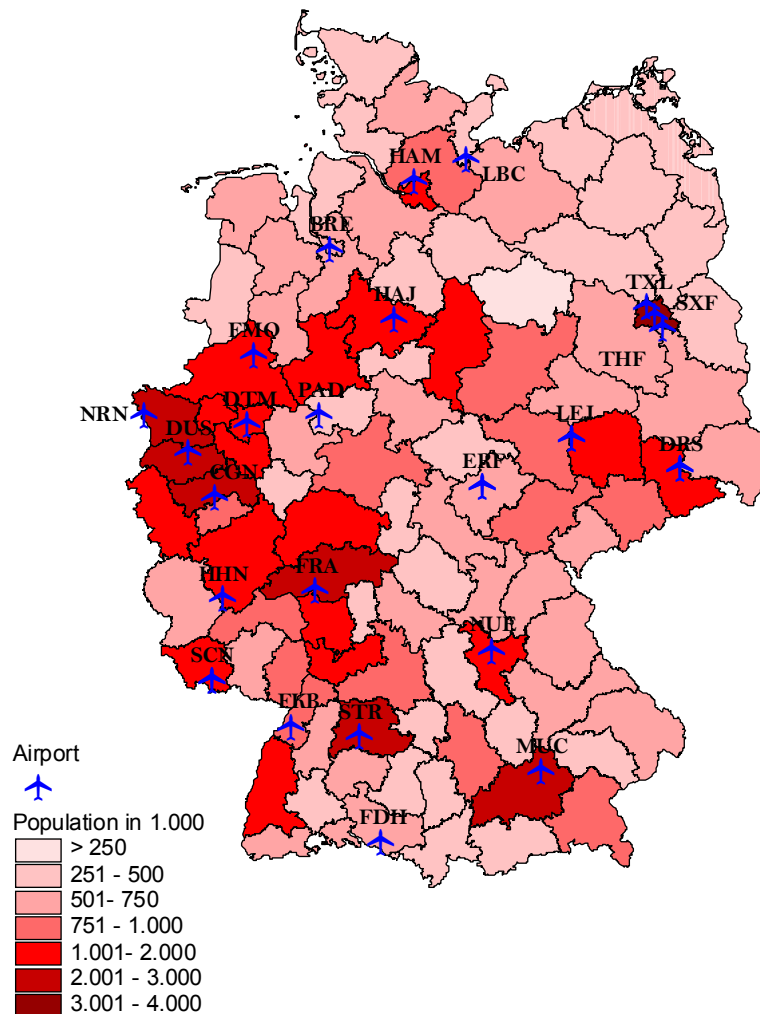 HAM
LBC
BRE
TXL
SXF
HAJ
FMO
THF
NRN
DTM
PAD
DUS
LEJ
DRS
CGN
ERF
HHN
FRA
NUE
SCN
FKB
STR
MUC
FDH
Airport
Population in 1.000
> 250
251 - 500
501- 750
751 - 1.000
1.001- 2.000
2.001 - 3.000
3.001 - 4.000